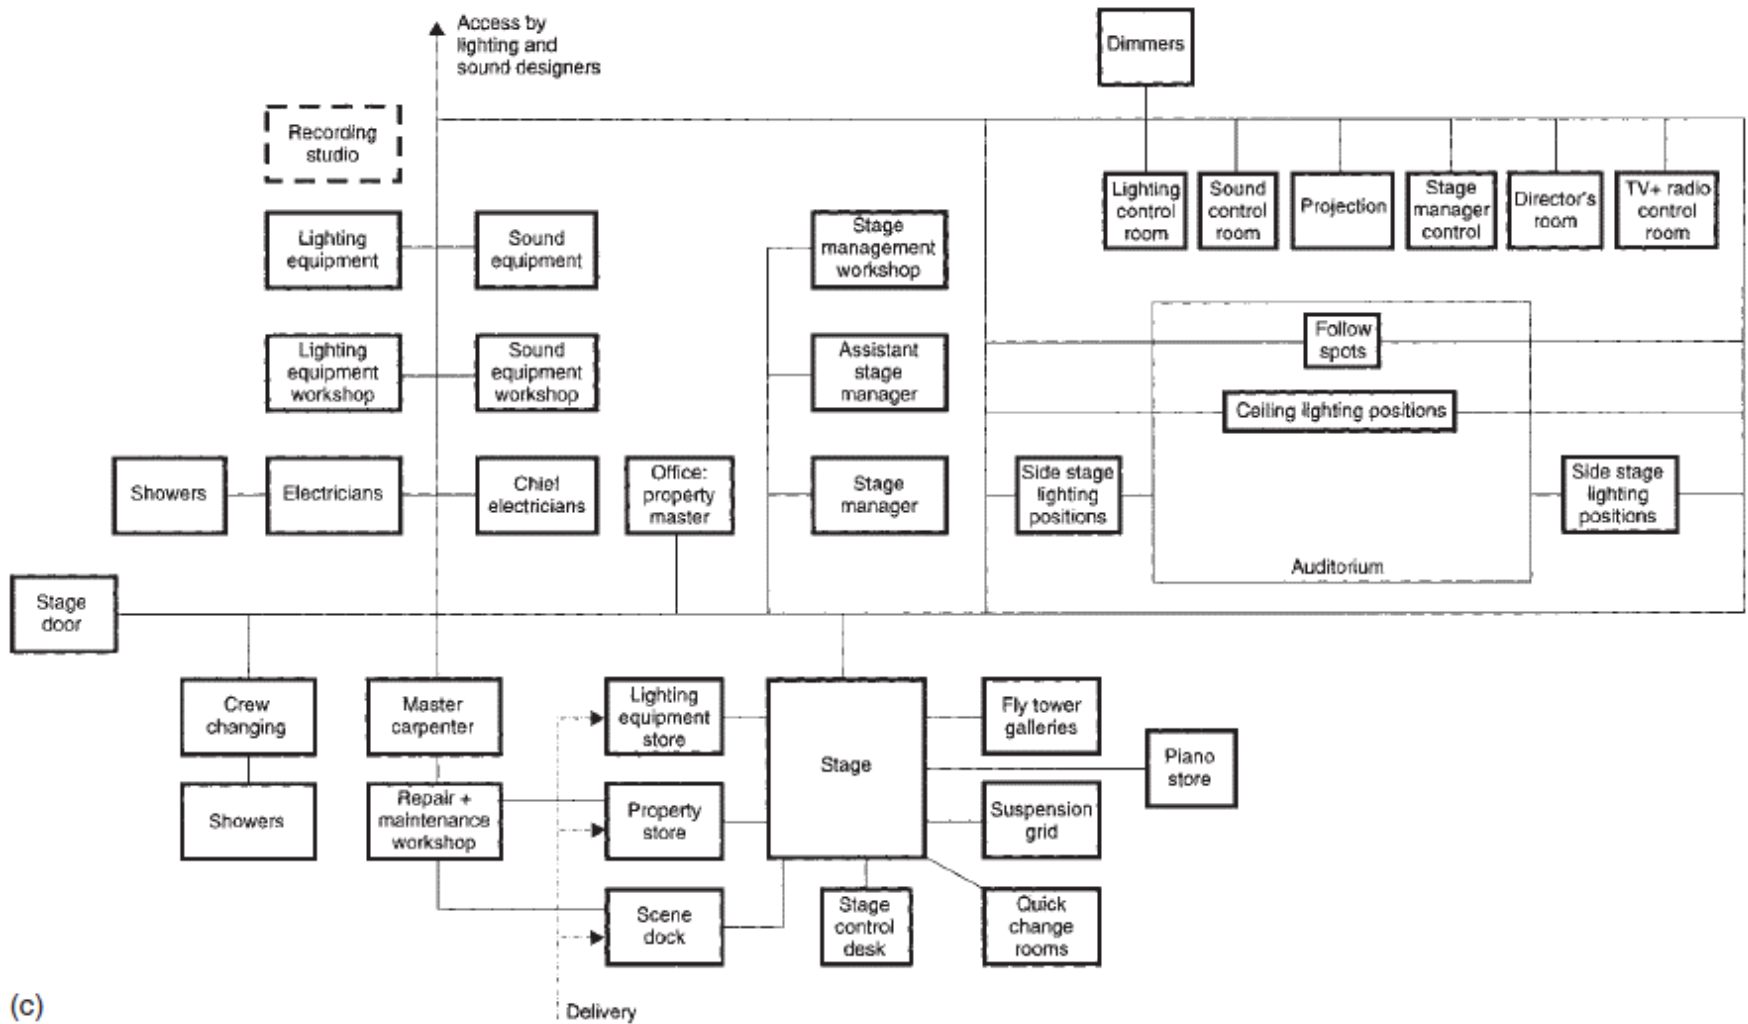 Access by
lighting and
sound designers
Dimmers
Recording
studio
Lighting
control
room
Sound
control
room
Projection
Stage
manager
control
Director's
room
TV+ radio
control
room
Lighting
equipment
Sound
equipment
Stage
management
workshop
Follow
spots
Lighting
equipment
workshop
Sound
equipment
workshop
Assistant
stage
manager
Ceiling lighting positions
Showers
Electricians
Chief
electricians
Office:
property
master
Stage
manager
Side stage
lighting
positions
Side stage
lighting
positions
Auditorium
Stage
door
Crew
changing
Master
carpenter
Lighting
equipment
store
Stage
Fly tower
galleries
Piano
store
Showers
Repair +
maintenance
workshop
Property
store
Suspension
grid
Scene
dock
Stage
control
desk
Quick
change
rooms
(c)
Delivery